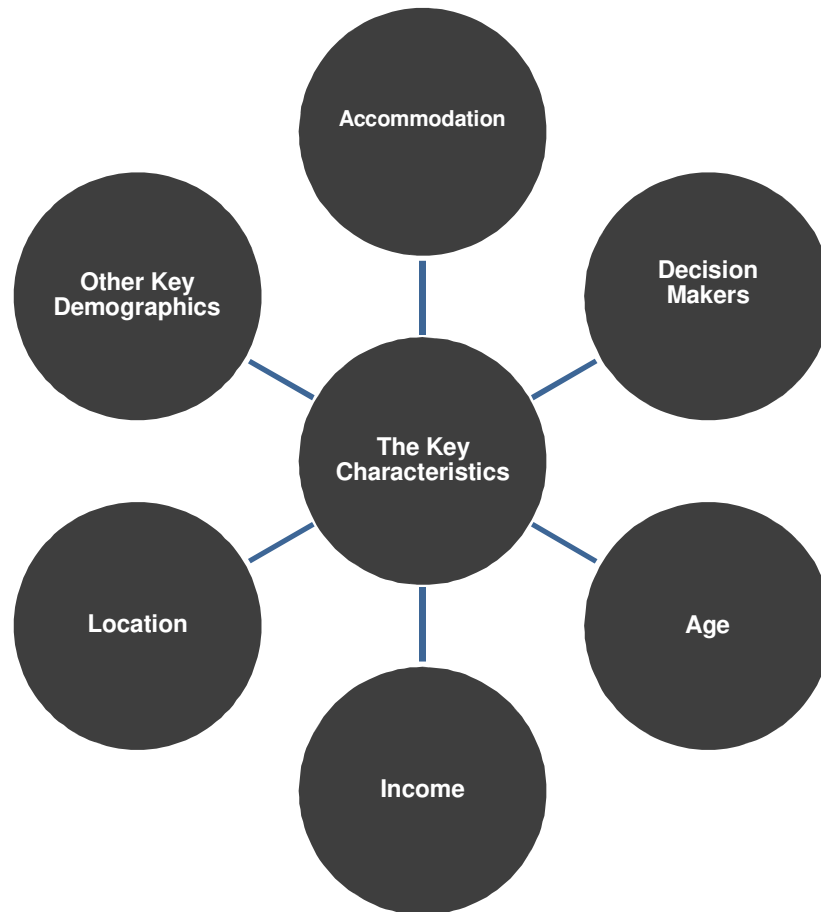 Accommodation
Decision
Makers
Other Key
Demographics
The Key
Characteristics
Location
Age
Income